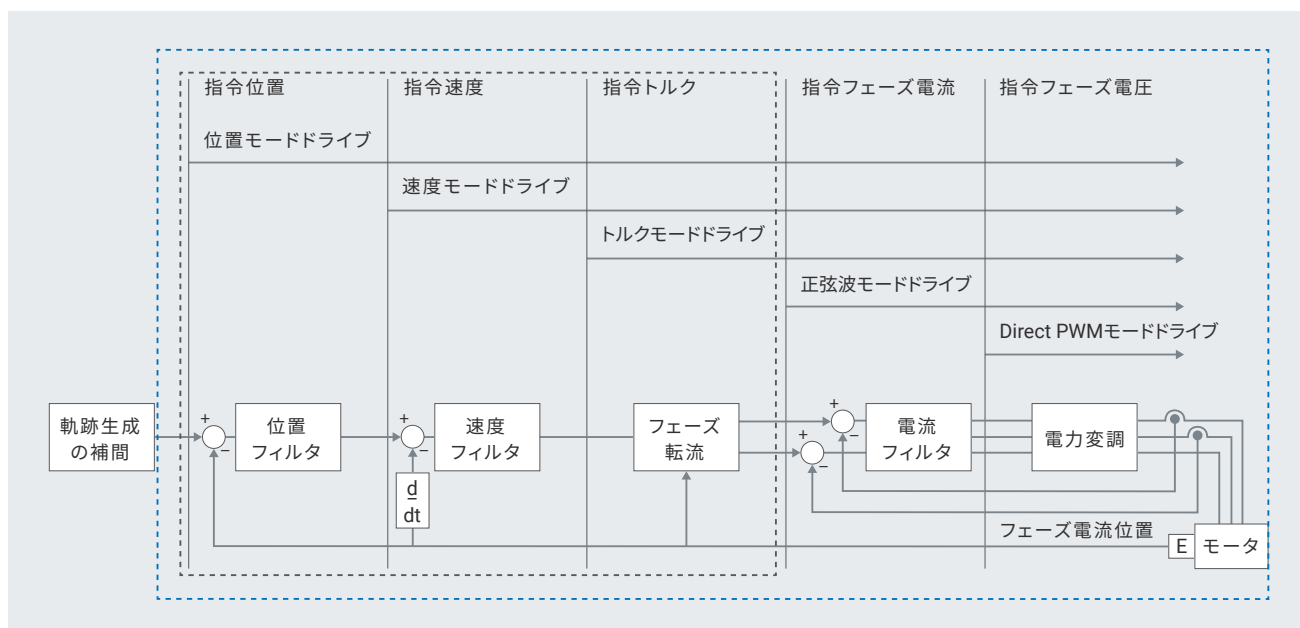 指令位置
指令速度
指令トルク
指令フェーズ電流
指令フェーズ電圧
位置モードドライブ
速度モードドライブ
トルクモードドライブ
正弦波モードドライブ
Direct PWMモードドライブ
軌跡生成
の補間
+
−
位置
フィルタ
+
−
速度
フィルタ
d
dt
フェーズ
転流
+
−
+
−
電流
フィルタ
電力変調
フェーズ電流位置
E
モータ